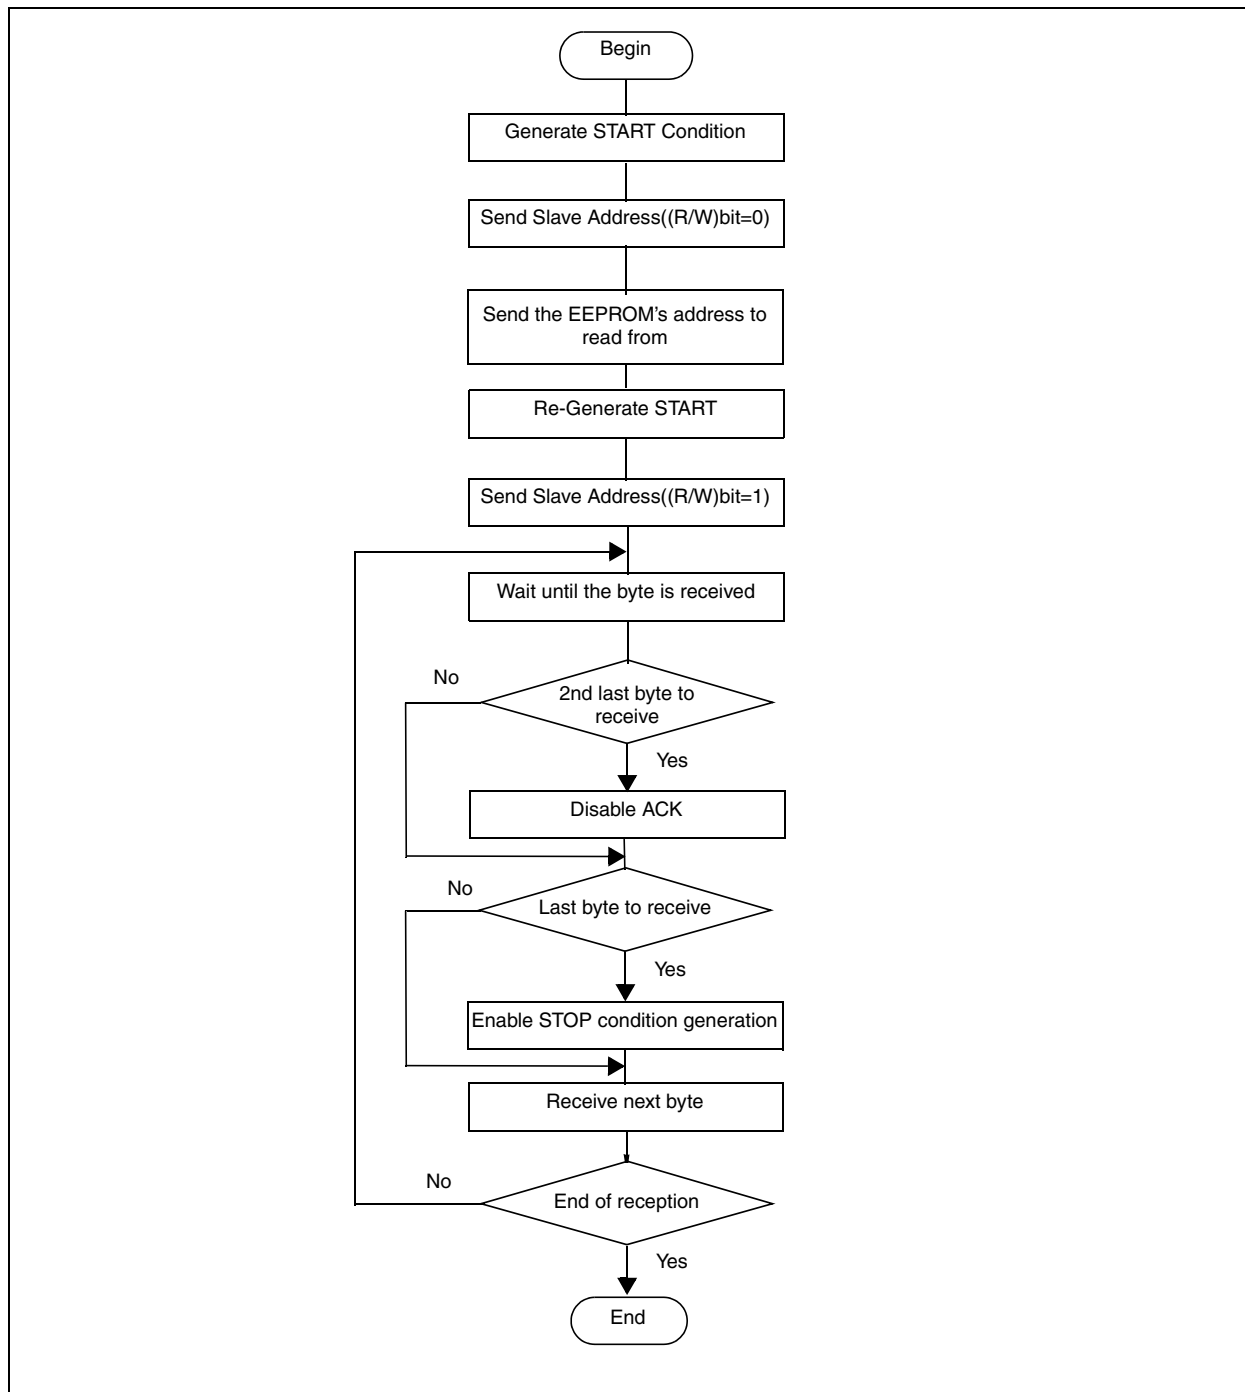 Begin
Generate START Condition
Send Slave Address((R/W)bit=0)
Send the EEPROM's address to
read from
Re-Generate START
Send Slave Address((R/W)bit=1)
Wait until the byte is received
No
2nd last byte to
receive
Yes
Disable ACK
No
Last byte to receive
Yes
Enable STOP condition generation
Receive next byte
No
End of reception
Yes
End